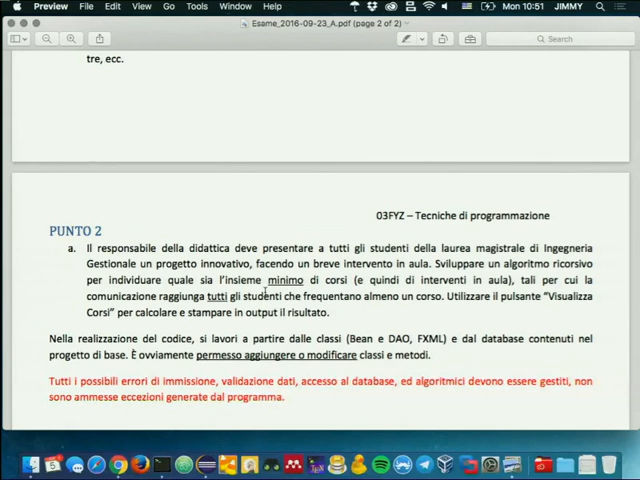 Preview File Edit View Go Tools Window Help Mon 10:51 JIMMY
Esame_2016-09-23_A.pdf (page 2 of 2)
Search
tre, ecc.
03FYZ – Tecniche di programmazione
PUNTO 2
a. Il responsabile della didattica deve presentare a tutti gli studenti della laurea magistrale di Ingegneria
Gestionale un progetto innovativo, facendo un breve intervento in aula. Sviluppare un algoritmo ricorsivo
per individuare quale sia l’insieme minimo di corsi (e quindi di interventi in aula), tali per cui la
comunicazione raggiunga tutti gli studenti che frequentano almeno un corso. Utilizzare il pulsante “Visualizza
Corsi” per calcolare e stampare in output il risultato.
Nella realizzazione del codice, si lavori a partire dalle classi (Bean e DAO, FXML) e dal database contenuti nel
progetto di base. È ovviamente permesso aggiungere o modificare classi e metodi.
Tutti i possibili errori di immissione, validazione dati, accesso al database, ed algoritmici devono essere gestiti, non
sono ammesse eccezioni generate dal programma.
5